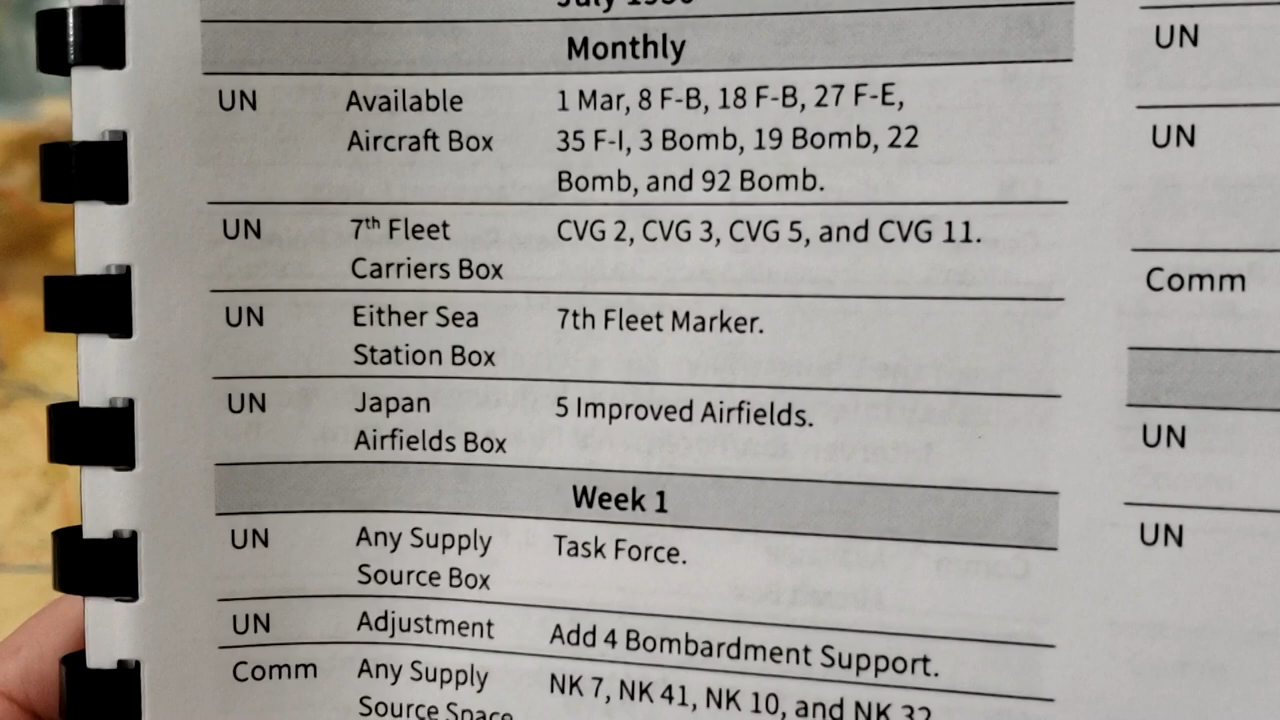 July 1950
Monthly
UN Available Aircraft Box 1 Mar, 8 F-B, 18 F-B, 27 F-E,
35 F-I, 3 Bomb, 19 Bomb, 22
Bomb, and 92 Bomb.
UN 7th Fleet Carriers Box CVG 2, CVG 3, CVG 5, and CVG 11.
UN Either Sea Station Box 7th Fleet Marker.
UN Japan Airfields Box 5 Improved Airfields.
Week 1
UN Any Supply Source Box Task Force.
UN Adjustment Add 4 Bombardment Support.
Comm Any Supply Source Space NK 7, NK 41, NK 10, and NK 32
UN
UN
Comm
UN
UN